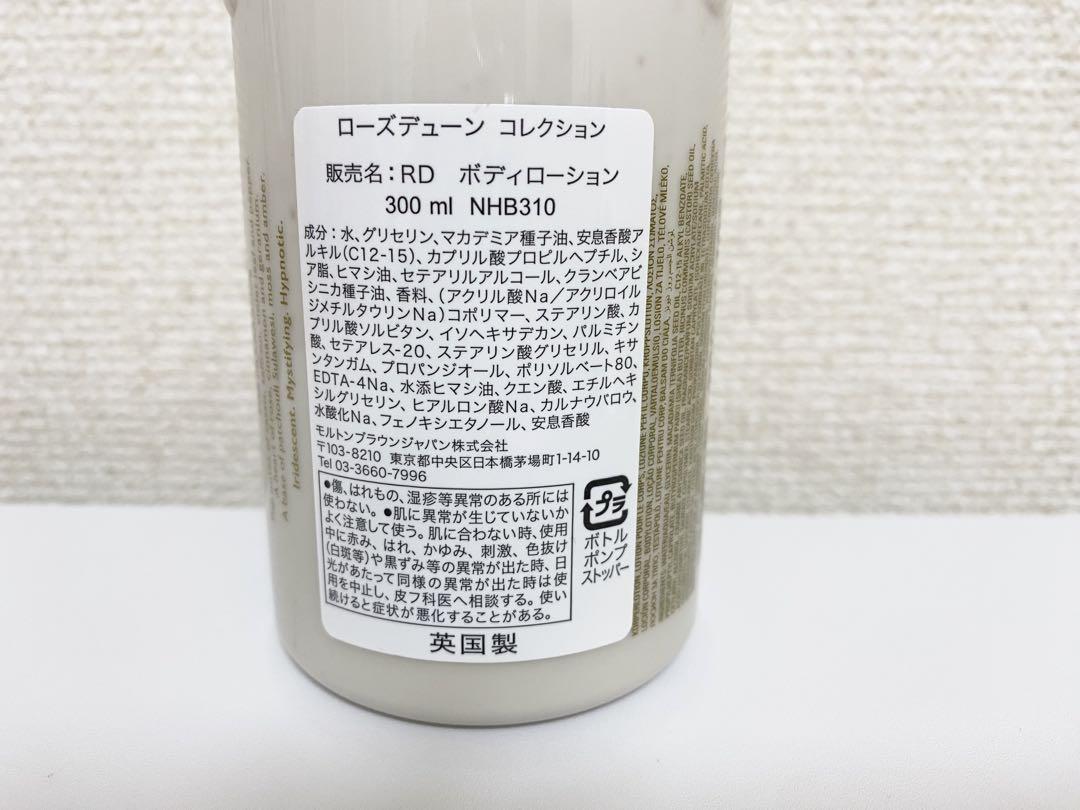 ローズデューン コレクション
販売名：RD ボディローション
300 ml NHB310
成分：水、グリセリン、マカデミア種子油、安息香酸ア
ルキル(C12-15)、カプリル酸プロピルヘプチル、シ
ア脂、ヒマシ油、セテアリルアルコール、クランベアビ
シニカ種子油、香料、(アクリル酸Na／アクリロイル
ジメチルタウリンNa)コポリマー、ステアリン酸、カ
プリル酸ソルビタン、イソヘキサデカン、パルミチン
酸、セテアレス-20、ステアリン酸グリセリル、キサ
ンタンガム、プロパンジオール、ポリソルベート80、
EDTA-4Na、水添ヒマシ油、クエン酸、エチルヘキ
シルグリセリン、ヒアルロン酸Na、カルナウバロウ、
水酸化Na、フェノキシエタノール、安息香酸
モルトンブラウンジャパン株式会社
〒103-8210 東京都中央区日本橋茅場町1-14-10
Tel 03-3660-7996
●傷、はれもの、湿疹等異常のある所には
使わない。●肌に異常が生じていないか
よく注意して使う。肌に合わない時、使用
中に赤み、はれ、かゆみ、刺激、色抜け
(白斑等)や黒ずみ等の異常が出た時、日
光があたって同様の異常が出た時は使
用を中止し、皮フ科医へ相談する。使い
続けると症状が悪化することがある。
プラ
ボトル
ポンプ
ストッパー
英国製
cinnamon and geranium.
A base of patchouli Sulawesi, moss and amber.
Iridescent. Mystifying. Hypnotic.